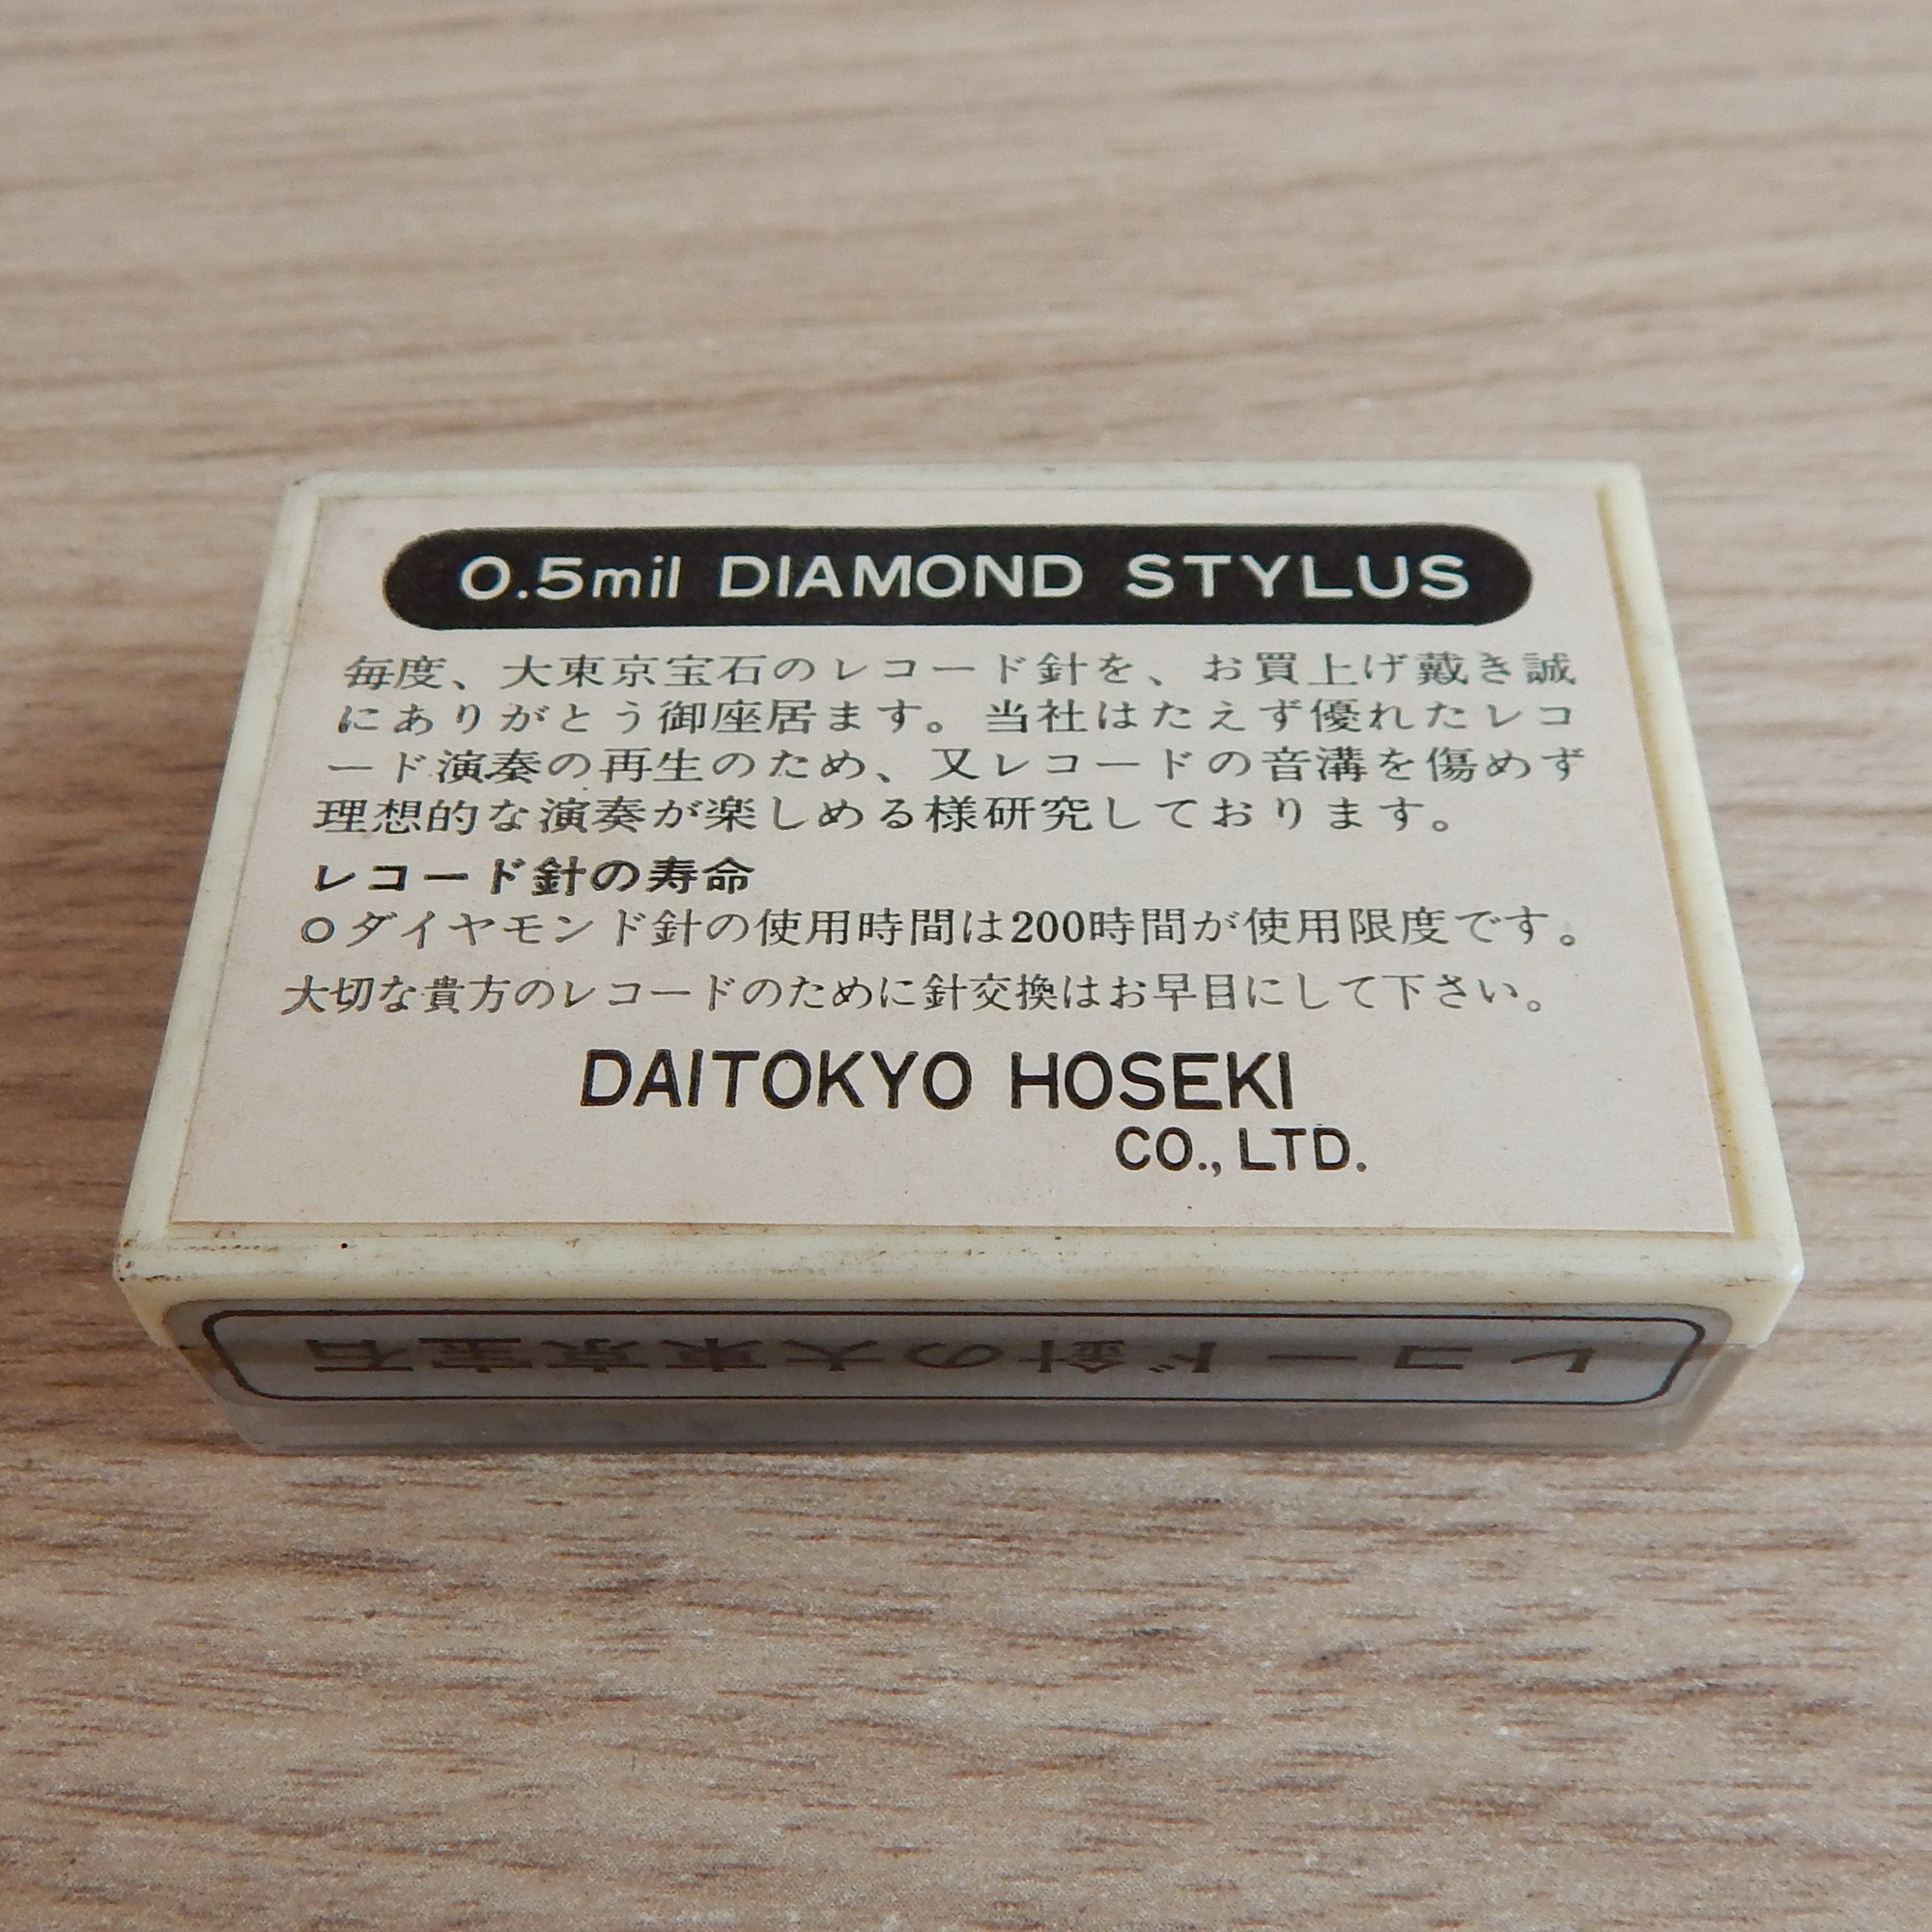 0.5mil DIAMOND STYLUS
毎度、大東京宝石のレコード針を、お買上げ戴き誠
にありがとう御座居ます。当社はたえず優れたレコ
ード演奏の再生のため、又レコードの音溝を傷めず
理想的な演奏が楽しめる様研究しております。
レコード針の寿命
○ダイヤモンド針の使用時間は200時間が使用限度です。
大切な貴方のレコードのために針交換はお早目にして下さい。
DAITOKYO HOSEKI
CO., LTD.
レコード針の大東京宝石